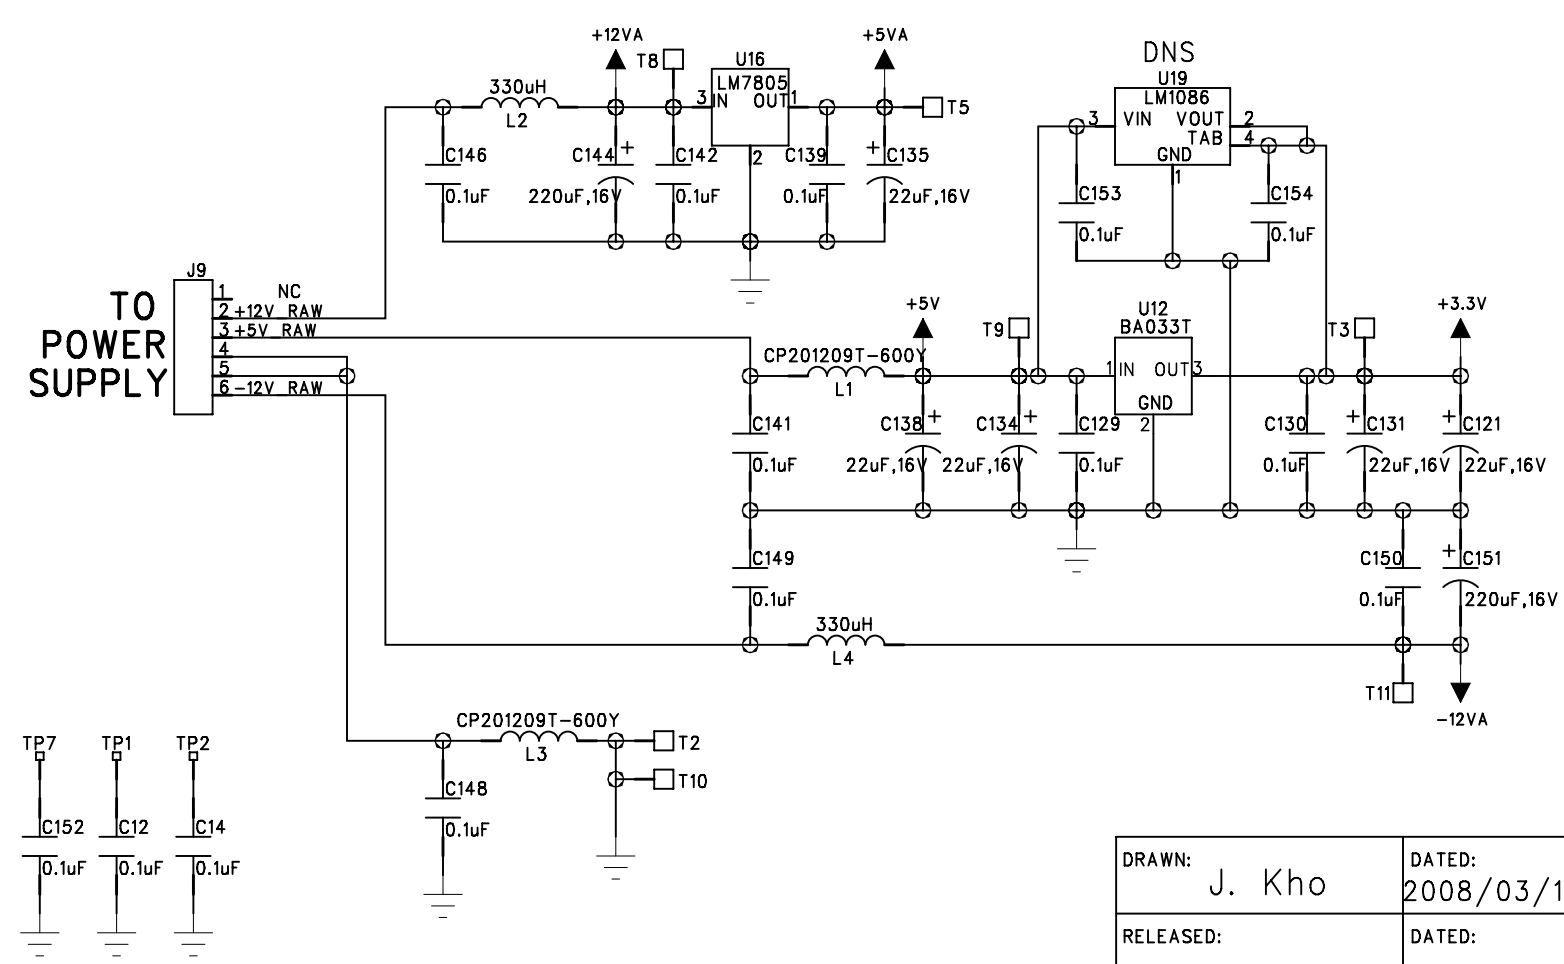 +12VA
T8
U16
+5VA
DNS
U19
330uH
L2
LM7805
3
IN
OUT
1
2
T5
LM1086
3
VIN
VOUT
2
TAB
4
GND
1
C146
0.1uF
C144
+
220uF,16V
C142
0.1uF
C139
0.1uF
+
C135
22uF,16V
C153
0.1uF
C154
0.1uF
J9
TO
POWER
SUPPLY
1
NC
2
+12V_RAW
3
+5V_RAW
4
5
6
-12V_RAW
+5V
T9
U12
BA033T
T3
+3.3V
CP201209T-600Y
L1
1
IN
OUT
3
GND
2
C141
0.1uF
C138
+
22uF,16V
C134
+
22uF,16V
C129
0.1uF
C130
0.1uF
+
C131
22uF,16V
+
C121
22uF,16V
C149
0.1uF
C150
0.1uF
+
C151
220uF,16V
330uH
L4
T11
-12VA
CP201209T-600Y
L3
T2
T10
C148
0.1uF
TP7
TP1
TP2
C152
0.1uF
C12
0.1uF
C14
0.1uF
DRAWN:
J. Kho
DATED:
2008/03/1
RELEASED:
DATED: